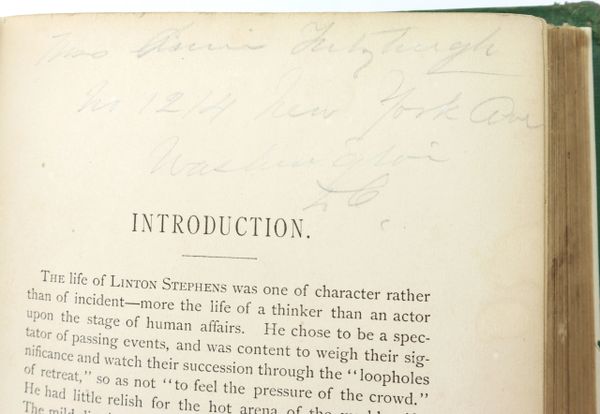 Mrs Annie Fitzhugh
No 1214 New York Ave
Washington
D C.
INTRODUCTION.
THE life of LINTON STEPHENS was one of character rather
than of incident—more the life of a thinker than an actor
upon the stage of human affairs. He chose to be a spec-
tator of passing events, and was content to weigh their sig-
nificance and watch their succession through the "loopholes
of retreat," so as not "to feel the pressure of the crowd."
He had little relish for the hot arena of the
The mild